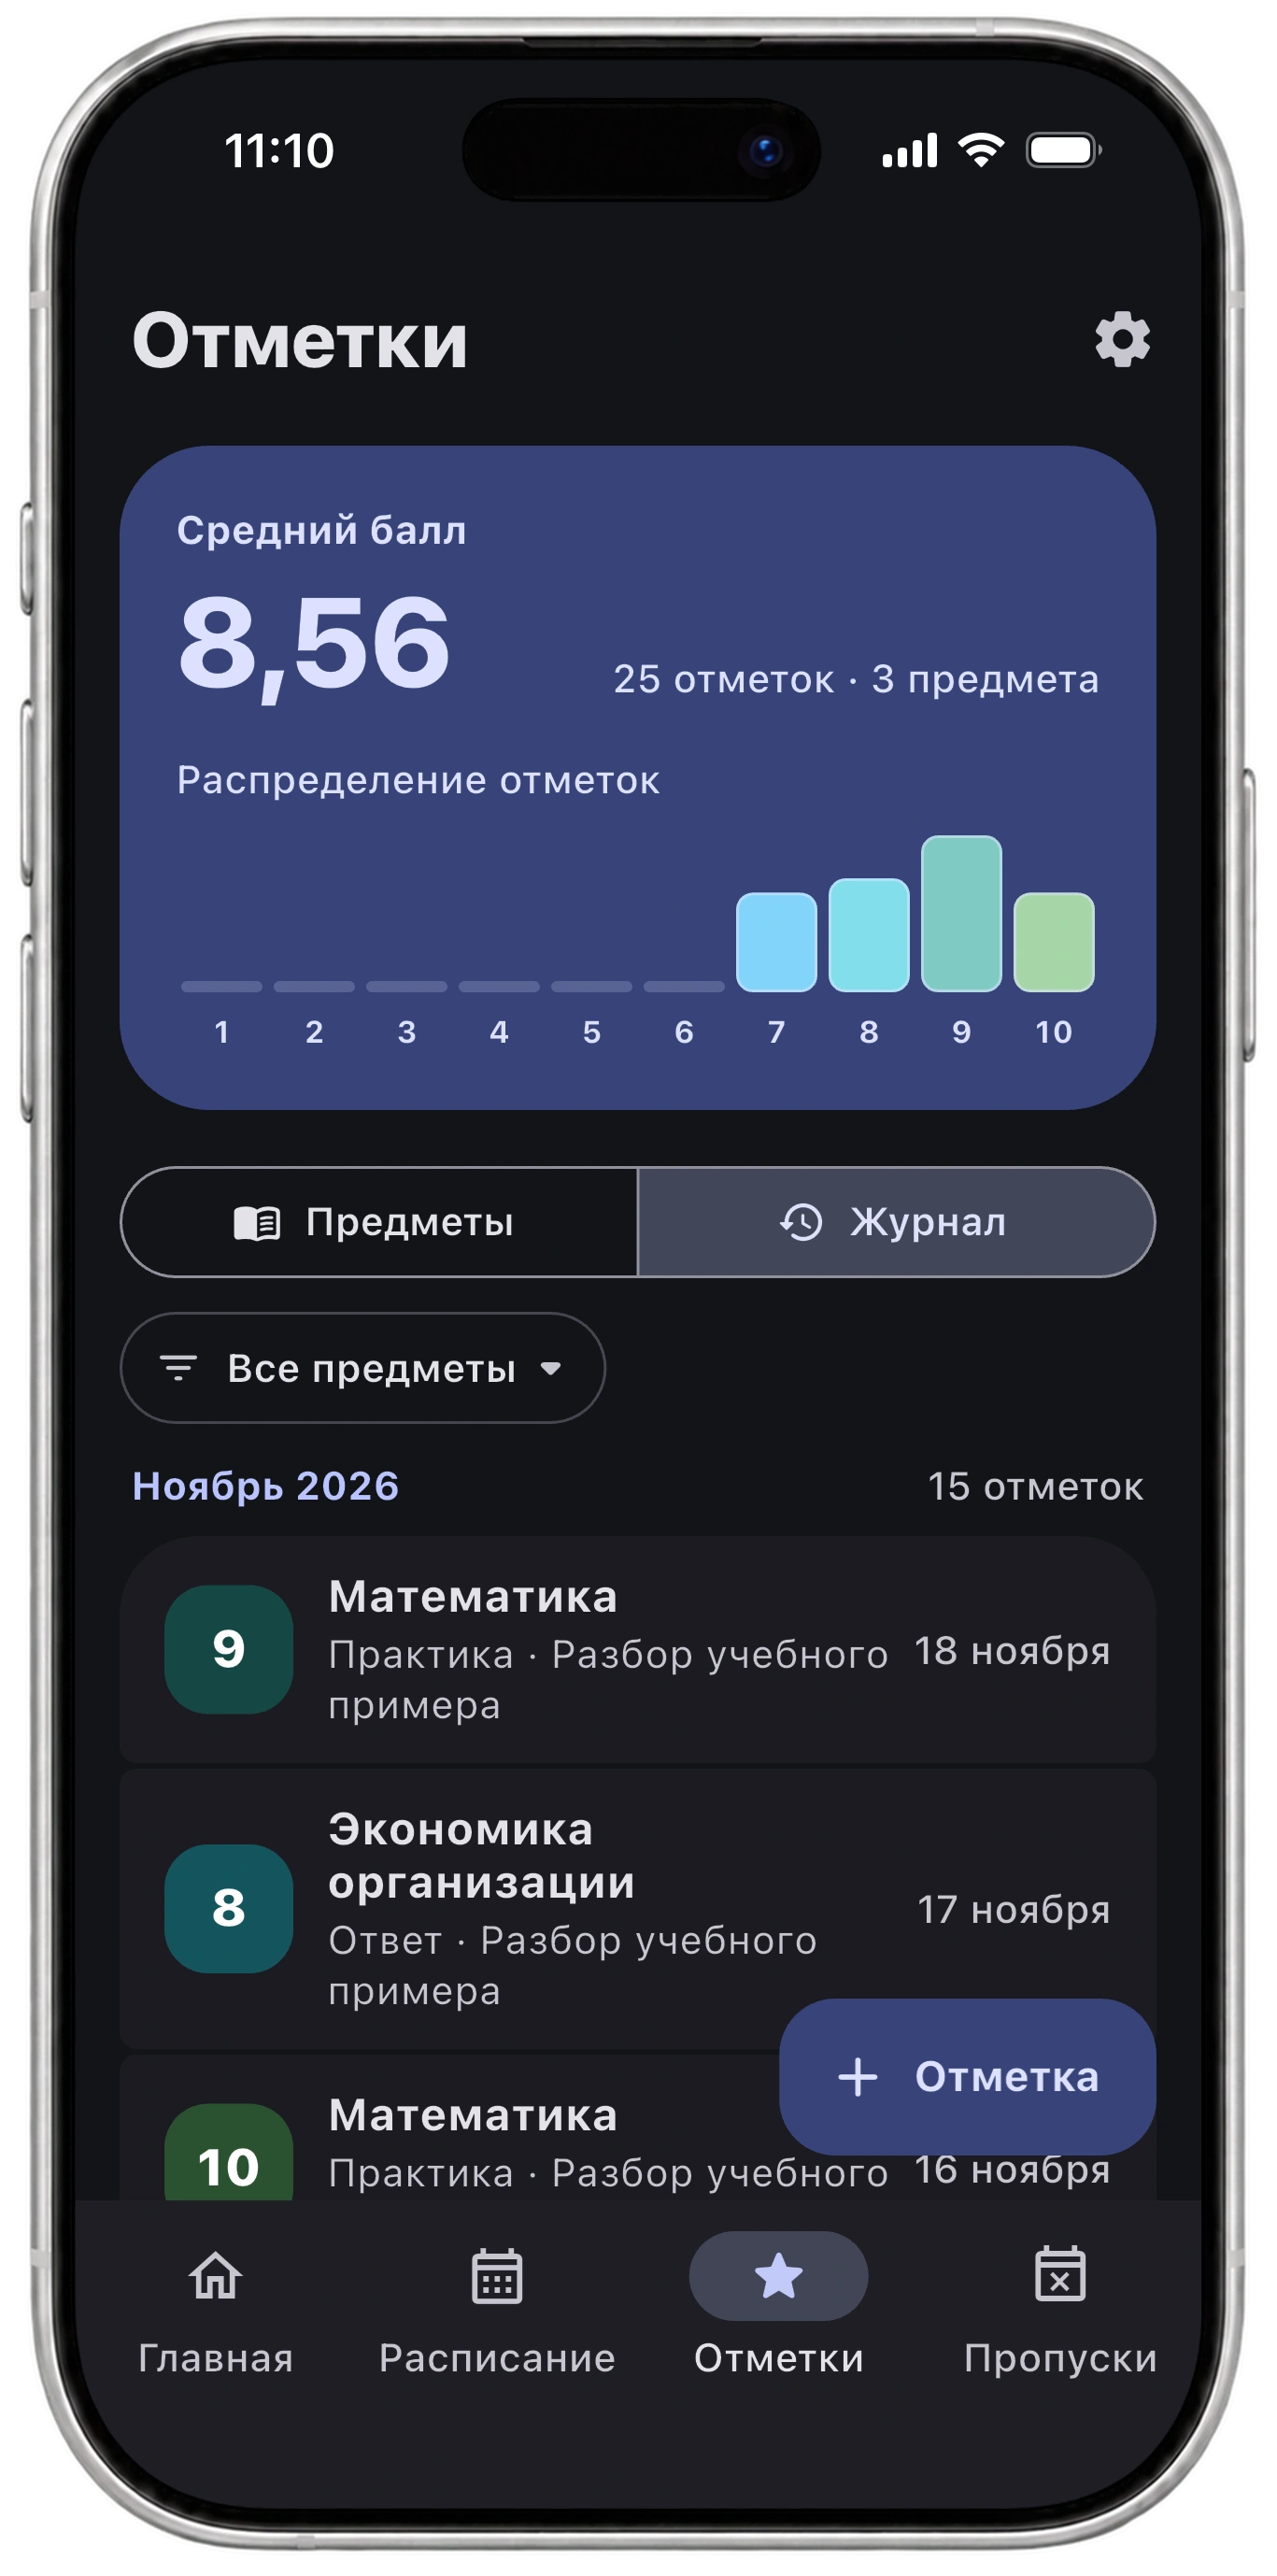 11:10
Отметки
Средний балл
8,56
25 отметок · 3 предмета
Распределение отметок
1 2 3 4 5 6 7 8 9 10
Предметы
Журнал
Все предметы
Ноябрь 2026
15 отметок
9
Математика
Практика · Разбор учебного
примера
18 ноября
8
Экономика
организации
Ответ · Разбор учебного
примера
17 ноября
+ Отметка
10
Математика
Практика · Разбор учебного
16 ноября
Главная
Расписание
Отметки
Пропуски